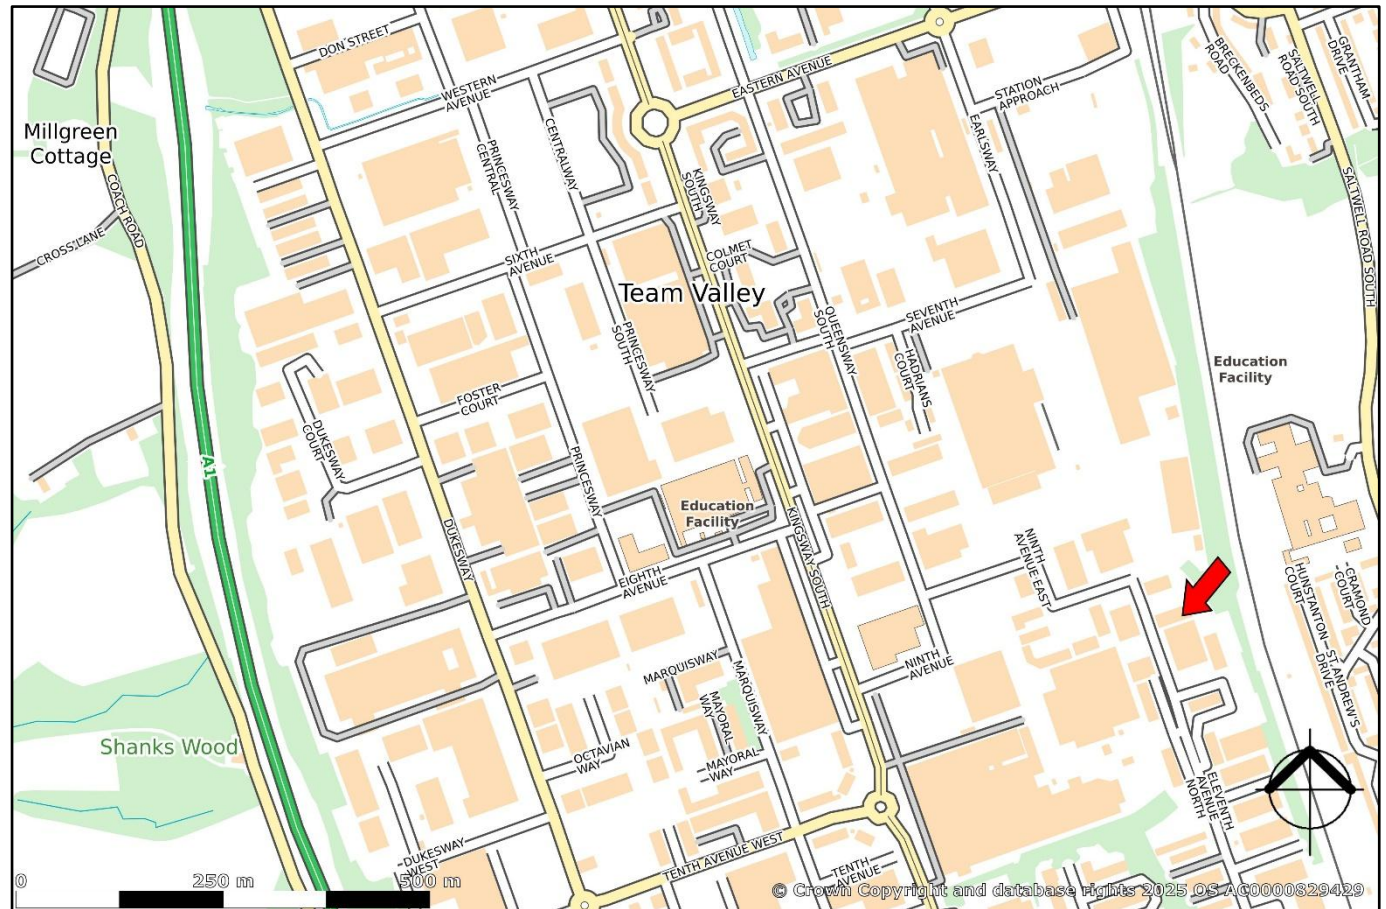 DON STREET
WESTERN
AVENUE
EASTERN AVENUE
STATION
APPROACH
BRECKENBEDS
ROAD
SALTWELL
ROAD SOUTH
GRANTHAM
DRIVE
Millgreen
Cottage
COACH ROAD
CROSS LANE
PRINCESWAY
CENTRAL
CENTRALWAY
KINGSWAY
SOUTH
EARLSWAY
SALTWELL ROAD SOUTH
SIXTH
AVENUE
COLMET
COURT
Team Valley
PRINCESWAY
SOUTH
QUEENSWAY
SOUTH
SEVENTH
AVENUE
HADRIANS
COURT
Education
Facility
FOSTER
COURT
DUKESWAY
COURT
A1
PRINCESWAY
Education
Facility
KINGSWAY SOUTH
DUKESWAY
EIGHTH
AVENUE
NINTH
AVENUE EAST
HUNSTANTON
COURT
CRAMOND
COURT
ST. ANDREW'S
DRIVE
MARQUISWAY
MARQUISWAY
NINTH
AVENUE
MAYORAL
WAY
MAYORAL
WAY
OCTAVIAN
WAY
Shanks Wood
ELEVENTH
AVENUE
NORTH
DUKESWAY
WEST
TENTH AVENUE WEST
TENTH
AVENUE
0 250 m 500 m
© Crown Copyright and database rights 2025 OS AC0000829429